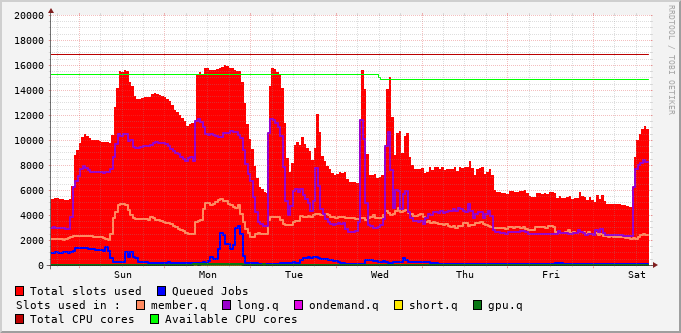 20000
18000
16000
14000
12000
10000
8000
6000
4000
2000
0
Sun Mon Tue Wed Thu Fri Sat
RRDTOOL / TOBI OETIKER
Total slots used Queued Jobs
Slots used in : member.q long.q ondemand.q short.q gpu.q
Total CPU cores Available CPU cores